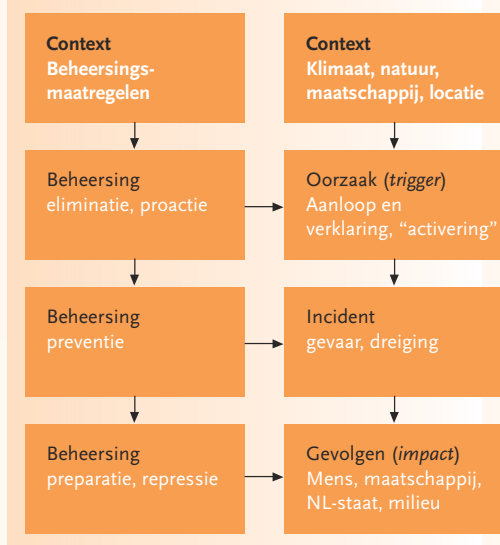 Context
Beheersings-
maatregelen
Context
Klimaat, natuur,
maatschappij, locatie
Beheersing
eliminatie, proactie
Oorzaak (trigger)
Aanloop en
verklaring, “activering”
Beheersing
preventie
Incident
gevaar, dreiging
Beheersing
preparatie, repressie
Gevolgen (impact)
Mens, maatschappij,
NL-staat, milieu